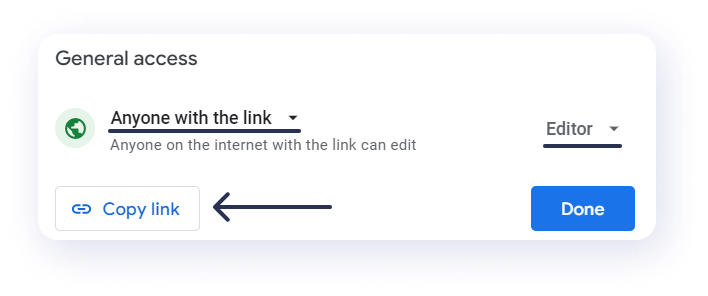 General access
Anyone with the link
Editor
Anyone on the internet with the link can edit
Copy link
Done